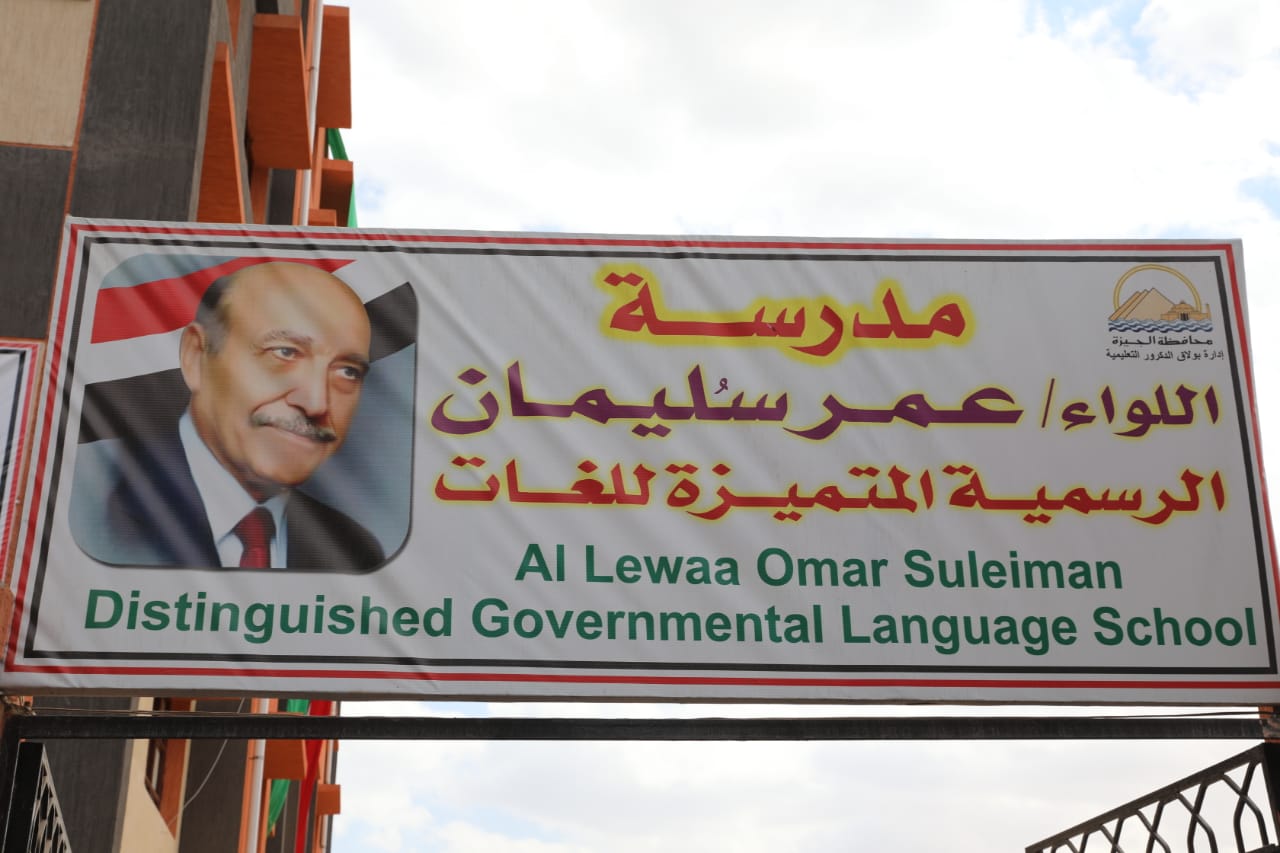 محافظة الجيزة
إدارة بولاق الدكرور التعليمية
مدرسة
اللواء/ عمر سُليمان
الرسمية المتميزة للغات
Al Lewaa Omar Suleiman
Distinguished Governmental Language School